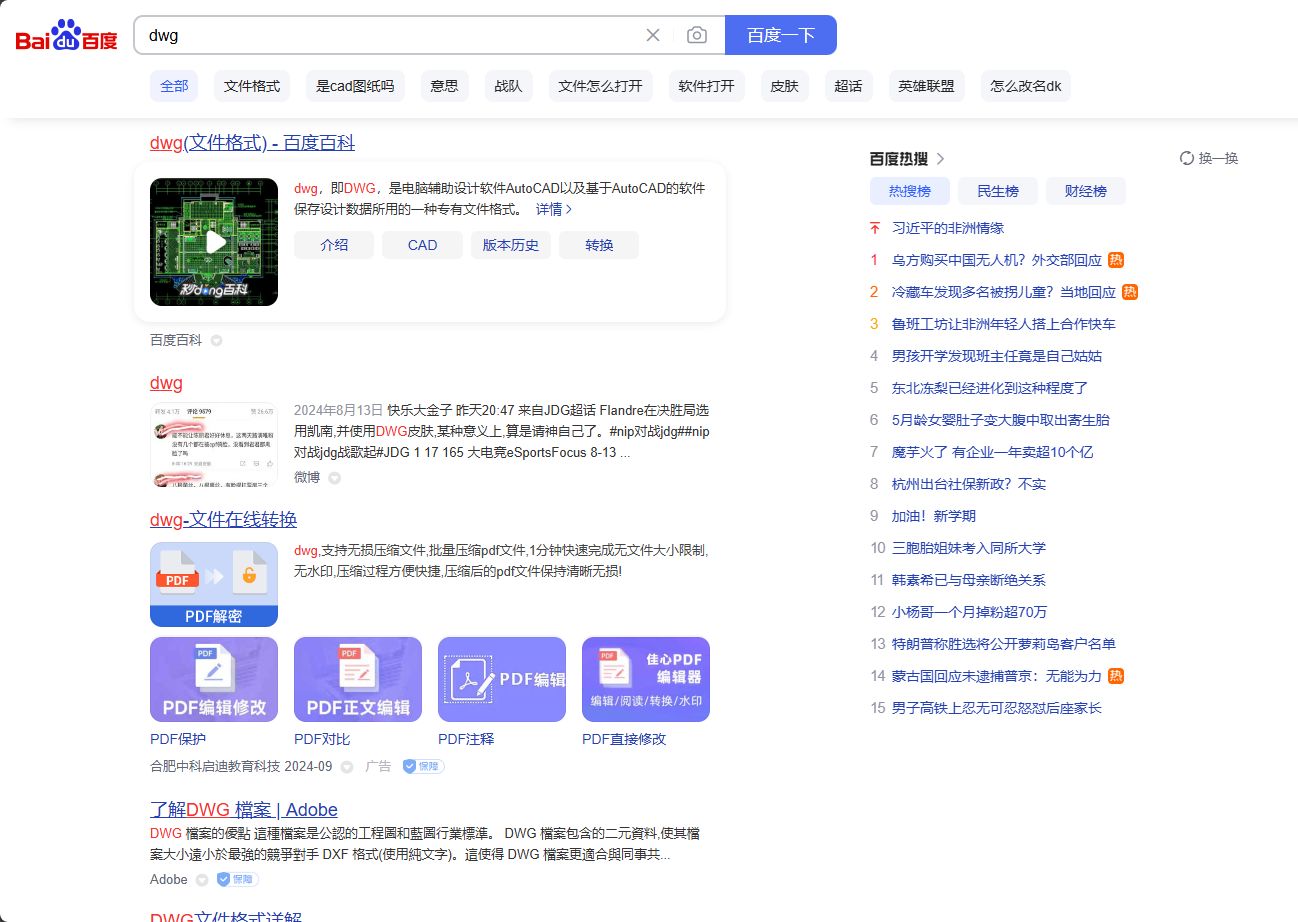 Bai du 百度
dwg
百度一下
全部 文件格式 是cad图纸吗 意思 战队 文件怎么打开 软件打开 皮肤 超话 英雄联盟 怎么改名dk
dwg(文件格式) - 百度百科
dwg，即DWG，是电脑辅助设计软件AutoCAD以及基于AutoCAD的软件
保存设计数据所用的一种专有文件格式。 详情
介绍 CAD 版本历史 转换
秒dong百科
百度百科
dwg
转发 4.1万 评论 9879 赞 26.6万
2024年8月13日 快乐大金子 昨天20:47 来自JDG超话 Flandre在决胜局选
用凯南,并使用DWG皮肤,某种意义上,算是请神自己了。#nip对战jdg##nip
对战jdg战歌起#JDG 1 17 165 大电竞eSportsFocus 8-13 ...
微博
dwg-文件在线转换
PDF
PDF解密
dwg,支持无损压缩文件,批量压缩pdf文件,1分钟快速完成无文件大小限制,
无水印,压缩过程方便快捷,压缩后的pdf文件保持清晰无损!
PDF
PDF编辑修改
PDF
PDF正文编辑
PDF编辑
PDF
佳心PDF
编辑器
编辑/阅读/转换/水印
PDF保护 PDF对比 PDF注释 PDF直接修改
合肥中科启迪教育科技 2024-09 广告 保障
了解DWG 檔案 | Adobe
DWG 檔案的優點 這種檔案是公認的工程圖和藍圖行業標準。 DWG 檔案包含的二元資料,使其檔
案大小遠小於最強的競爭對手 DXF 格式(使用純文字)。這使得 DWG 檔案更適合與同事共...
Adobe 保障
DWG文件格式详解
百度热搜 换一换
热搜榜 民生榜 财经榜
习近平的非洲情缘
1 乌方购买中国无人机？外交部回应 热
2 冷藏车发现多名被拐儿童？当地回应 热
3 鲁班工坊让非洲年轻人搭上合作快车
4 男孩开学发现班主任竟是自己姑姑
5 东北冻梨已经进化到这种程度了
6 5月龄女婴肚子变大腹中取出寄生胎
7 魔芋火了 有企业一年卖超10个亿
8 杭州出台社保新政？不实
9 加油！新学期
10 三胞胎姐妹考入同所大学
11 韩素希已与母亲断绝关系
12 小杨哥一个月掉粉超70万
13 特朗普称胜选将公开萝莉岛客户名单
14 蒙古国回应未逮捕普京：无能为力 热
15 男子高铁上忍无可忍怒怼后座家长